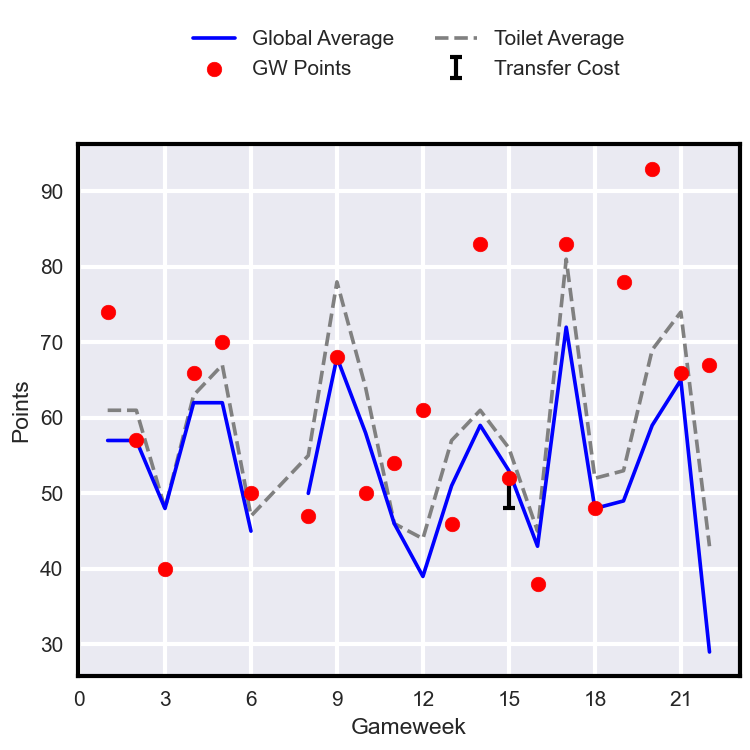 Global Average
Toilet Average
GW Points
Transfer Cost
Points
90
80
70
60
50
40
30
0 3 6 9 12 15 18 21
Gameweek